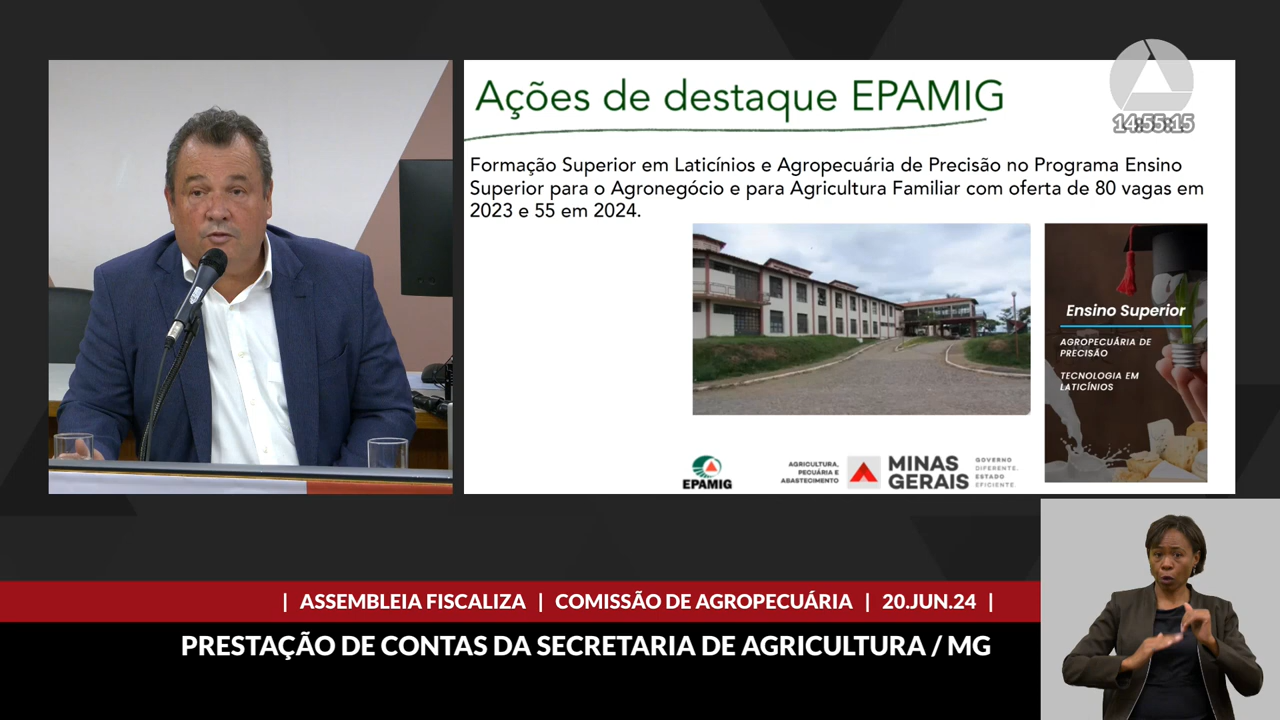 Ações de destaque EPAMIG
14:55:15
Formação Superior em Laticínios e Agropecuária de Precisão no Programa Ensino
Superior para o Agronegócio e para Agricultura Familiar com oferta de 80 vagas em
2023 e 55 em 2024.
Ensino Superior
AGROPECUÁRIA DE
PRECISÃO
TECNOLOGIA EM
LATICÍNIOS
EPAMIG
AGRICULTURA,
PECUÁRIA E
ABASTECIMENTO
MINAS
GERAIS
GOVERNO
DIFERENTE.
ESTADO
EFICIENTE.
| ASSEMBLEIA FISCALIZA | COMISSÃO DE AGROPECUÁRIA | 20.JUN.24 |
PRESTAÇÃO DE CONTAS DA SECRETARIA DE AGRICULTURA / MG